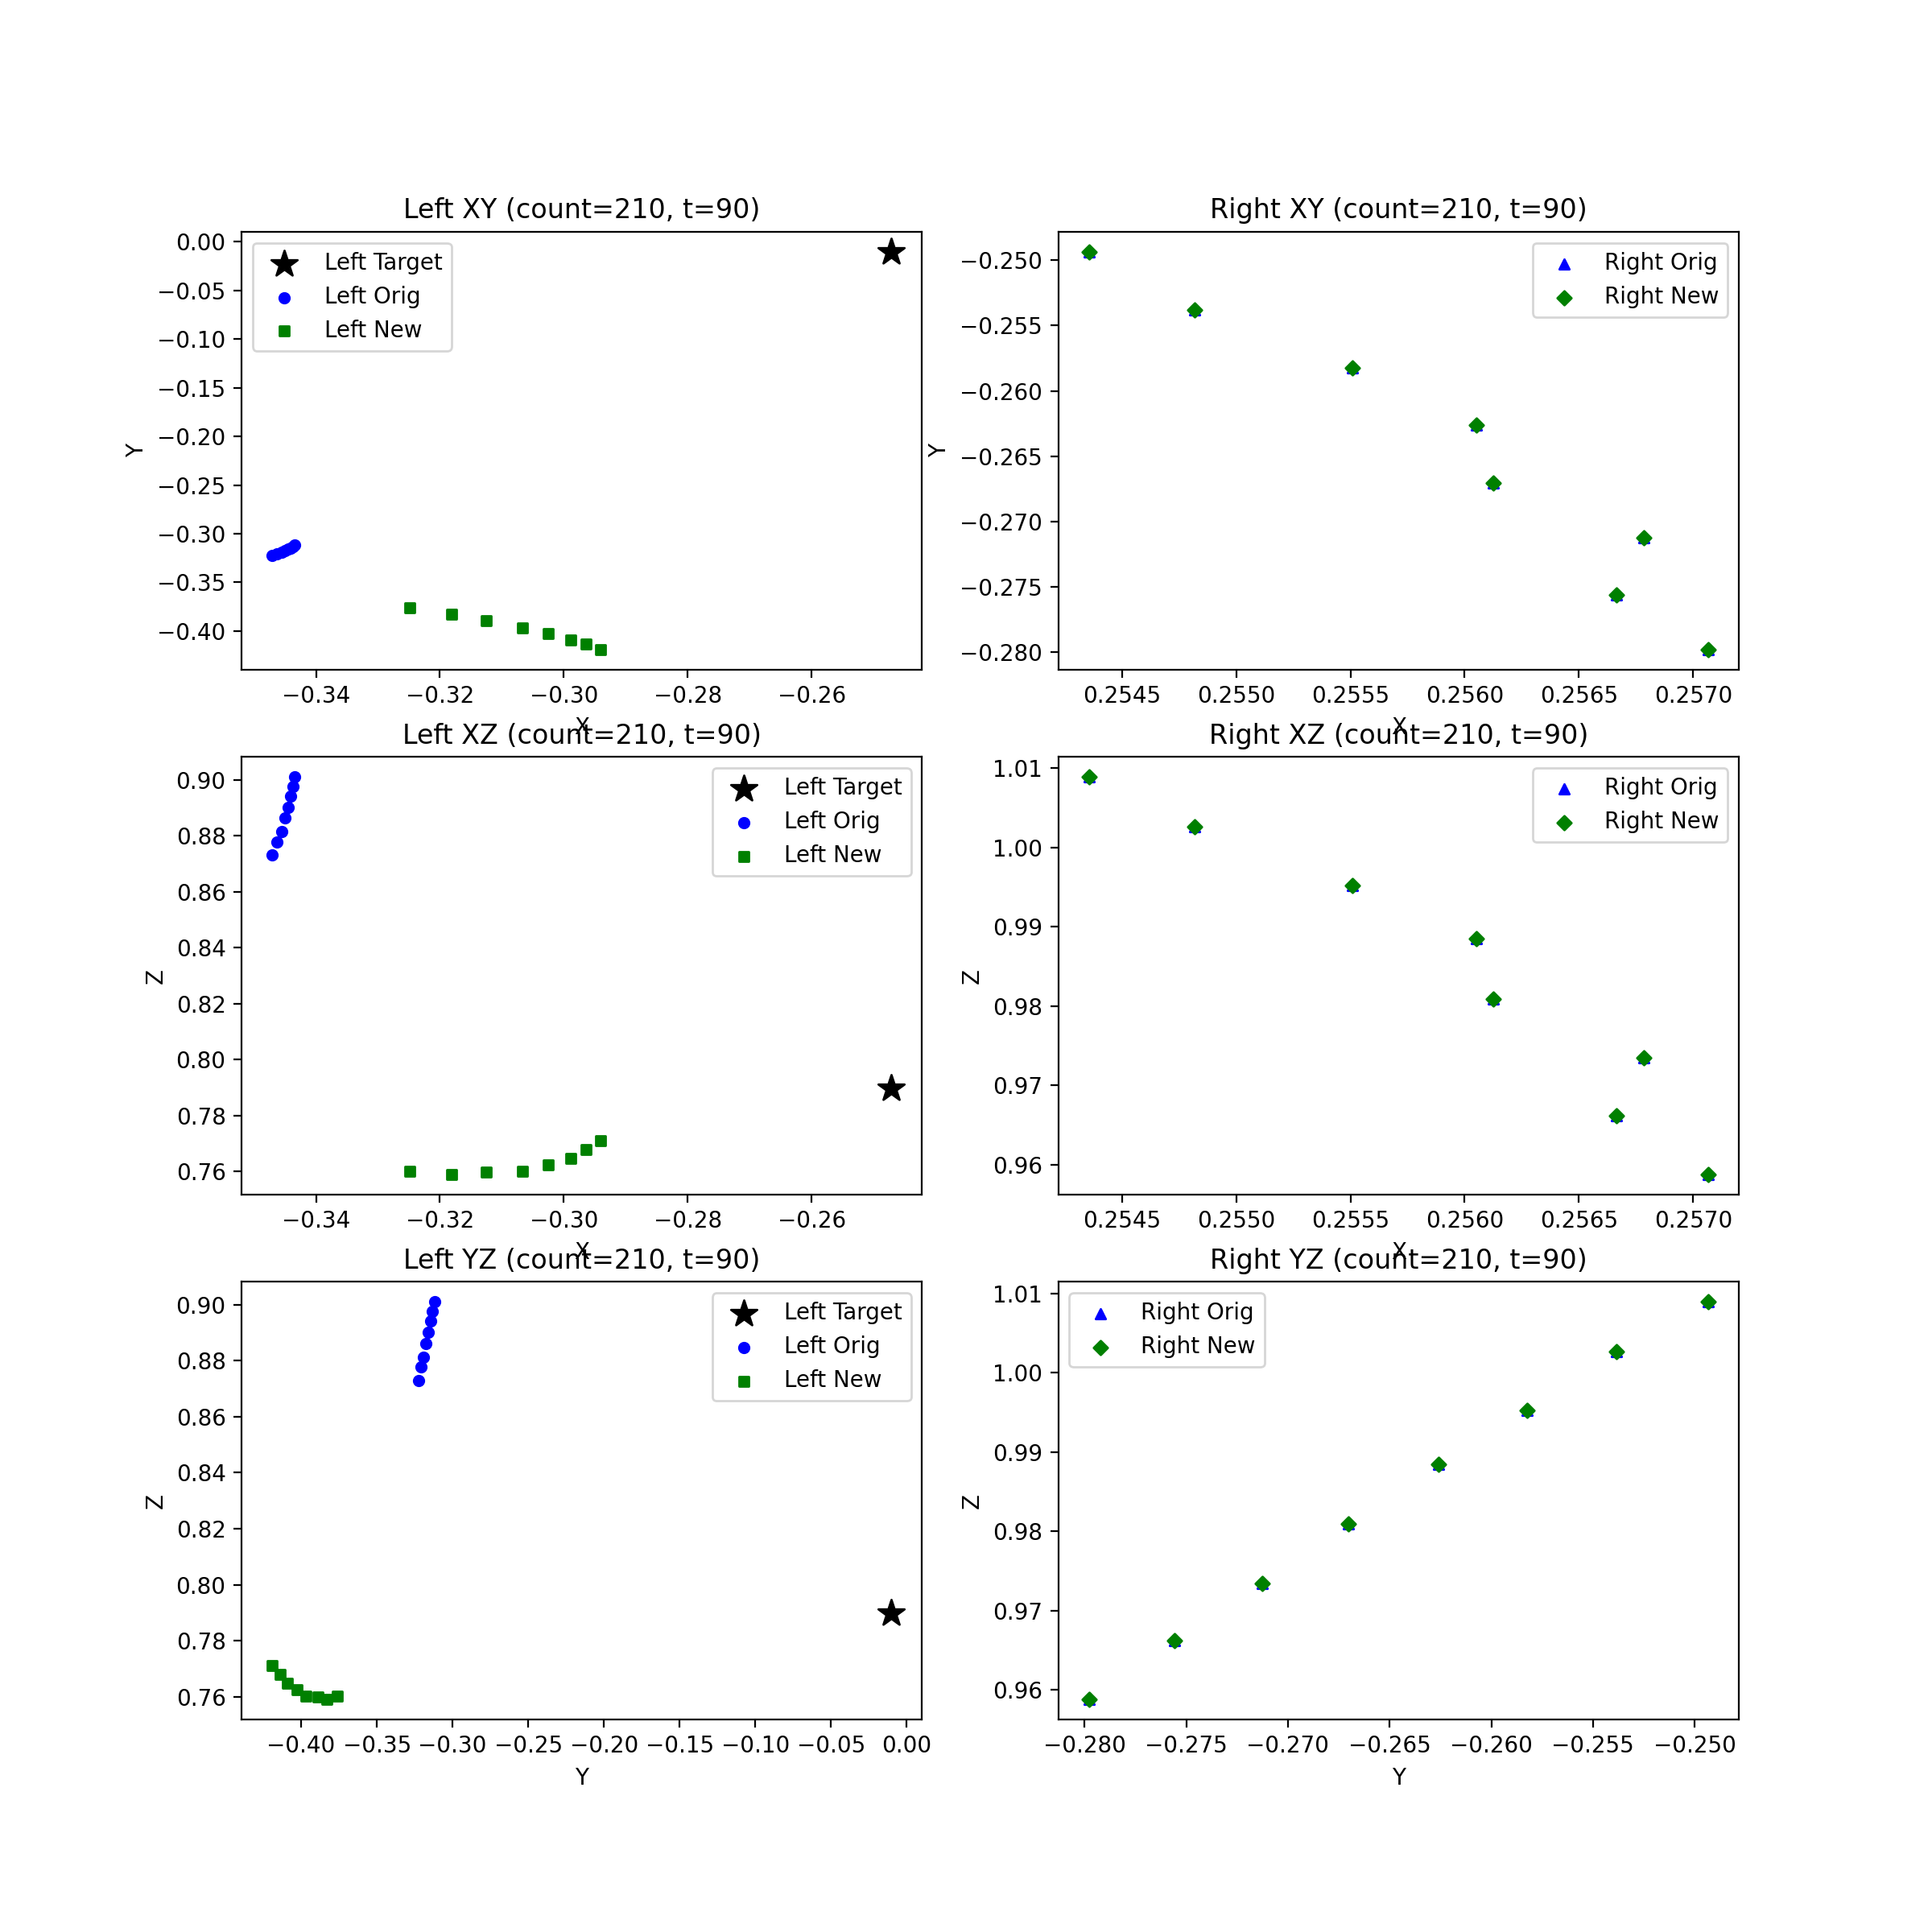 Left XY (count=210, t=90)
0.00
−0.05
−0.10
−0.15
−0.20
−0.25
−0.30
−0.35
−0.40
Y
Left Target
Left Orig
Left New
−0.34 −0.32 −0.30 −0.28 −0.26
X
Right XY (count=210, t=90)
−0.250
−0.255
−0.260
−0.265
−0.270
−0.275
−0.280
Y
Right Orig
Right New
0.2545 0.2550 0.2555 0.2560 0.2565 0.2570
X
Left XZ (count=210, t=90)
0.90
0.88
0.86
0.84
0.82
0.80
0.78
0.76
Z
Left Target
Left Orig
Left New
−0.34 −0.32 −0.30 −0.28 −0.26
X
Right XZ (count=210, t=90)
1.01
1.00
0.99
0.98
0.97
0.96
Z
Right Orig
Right New
0.2545 0.2550 0.2555 0.2560 0.2565 0.2570
X
Left YZ (count=210, t=90)
0.90
0.88
0.86
0.84
0.82
0.80
0.78
0.76
Z
Left Target
Left Orig
Left New
−0.40 −0.35 −0.30 −0.25 −0.20 −0.15 −0.10 −0.05 0.00
Y
Right YZ (count=210, t=90)
1.01
1.00
0.99
0.98
0.97
0.96
Z
Right Orig
Right New
−0.280 −0.275 −0.270 −0.265 −0.260 −0.255 −0.250
Y